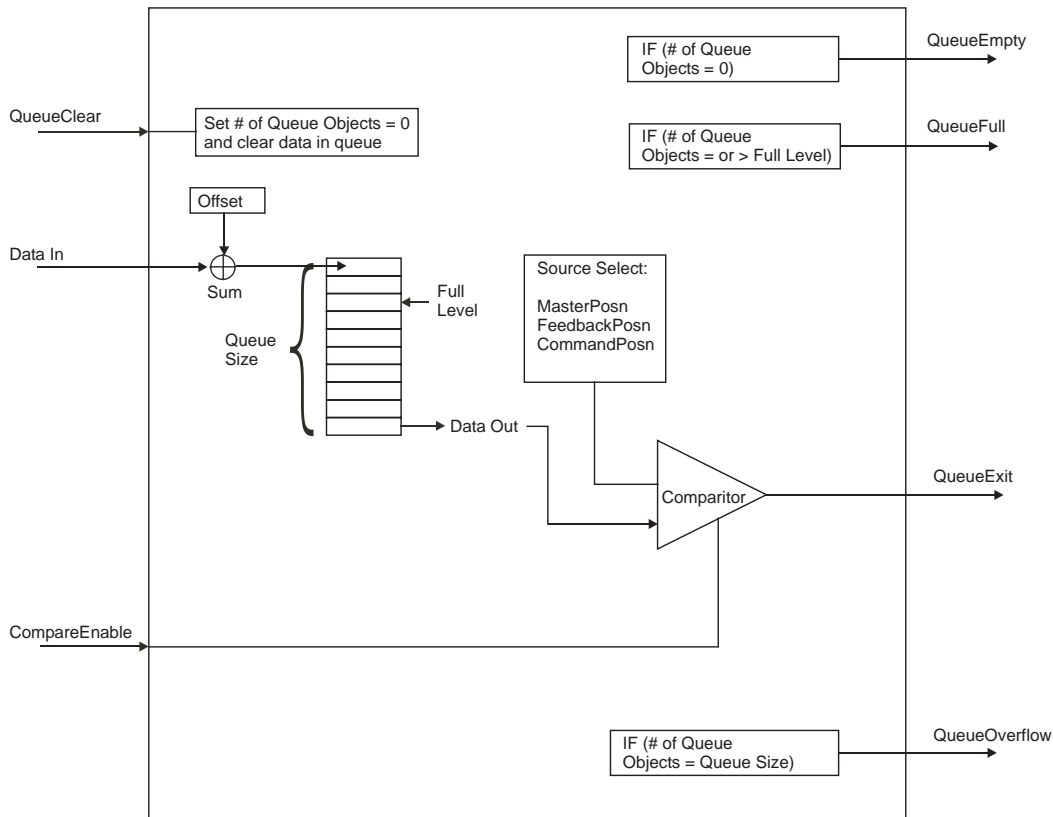 IF (# of Queue
Objects = 0)
QueueEmpty
QueueClear
Set # of Queue Objects = 0
and clear data in queue
IF (# of Queue
Objects = or > Full Level)
QueueFull
Offset
Data In
Sum
Full
Level
Queue
Size
Data Out
Source Select:
MasterPosn
FeedbackPosn
CommandPosn
Comparitor
QueueExit
CompareEnable
IF (# of Queue
Objects = Queue Size)
QueueOverflow